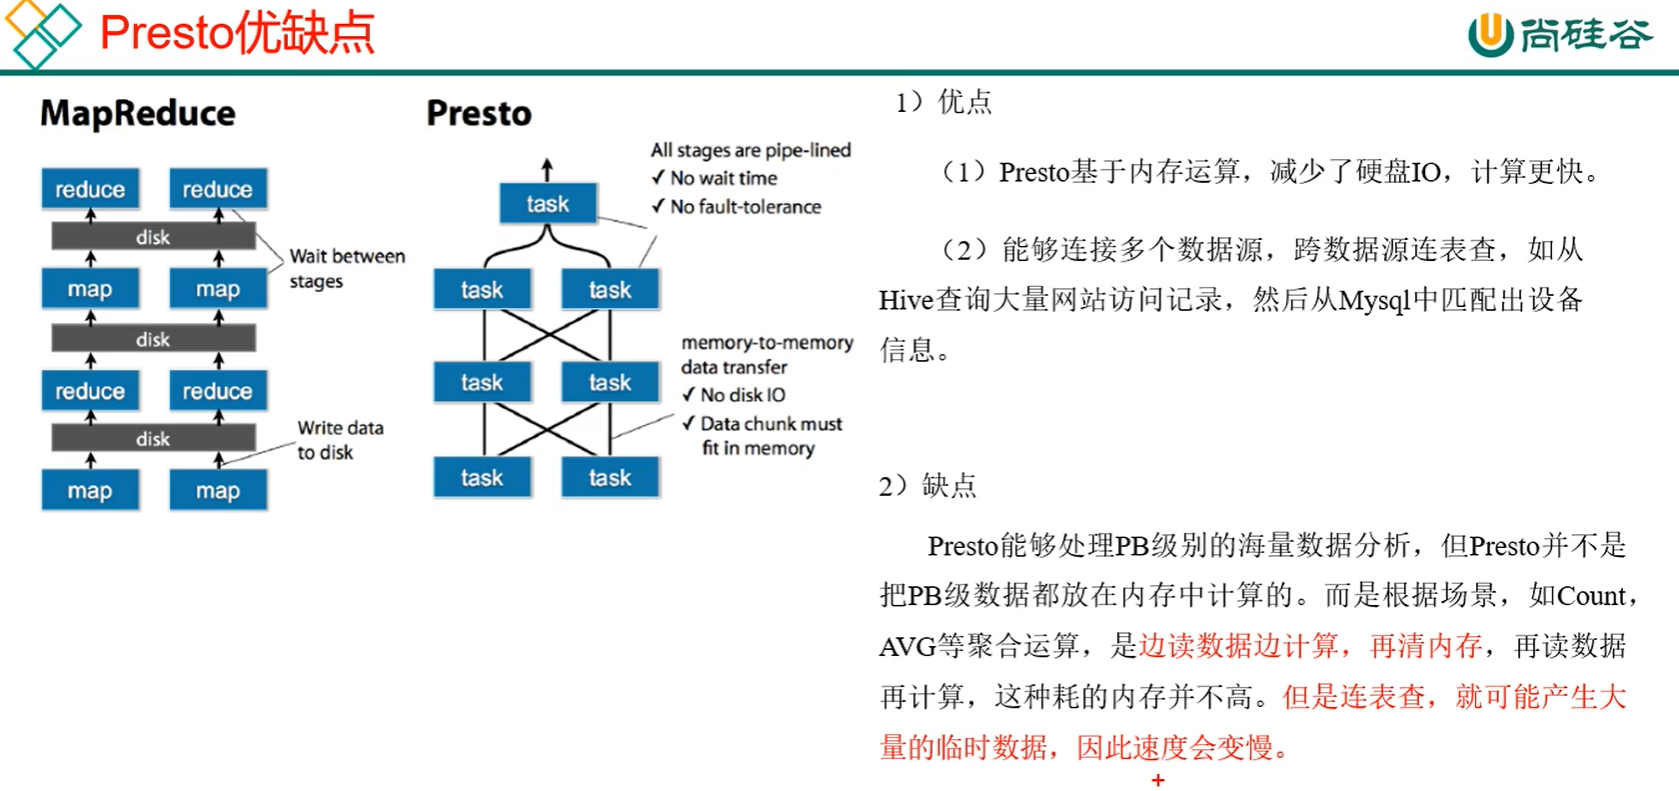 Presto优缺点
尚硅谷
MapReduce
reduce reduce
disk
map map
disk
reduce reduce
disk
map map
Wait between
stages
Write data
to disk
Presto
task
task task
task task
task task
All stages are pipe-lined
✓ No wait time
✓ No fault-tolerance
memory-to-memory
data transfer
✓ No disk IO
✓ Data chunk must
fit in memory
1）优点
（1）Presto基于内存运算，减少了硬盘IO，计算更快。
（2）能够连接多个数据源，跨数据源连表查，如从
Hive查询大量网站访问记录，然后从Mysql中匹配出设备
信息。
2）缺点
Presto能够处理PB级别的海量数据分析，但Presto并不是
把PB级数据都放在内存中计算的。而是根据场景，如Count，
AVG等聚合运算，是边读数据边计算，再清内存，再读数据
再计算，这种耗的内存并不高。但是连表查，就可能产生大
量的临时数据，因此速度会变慢。